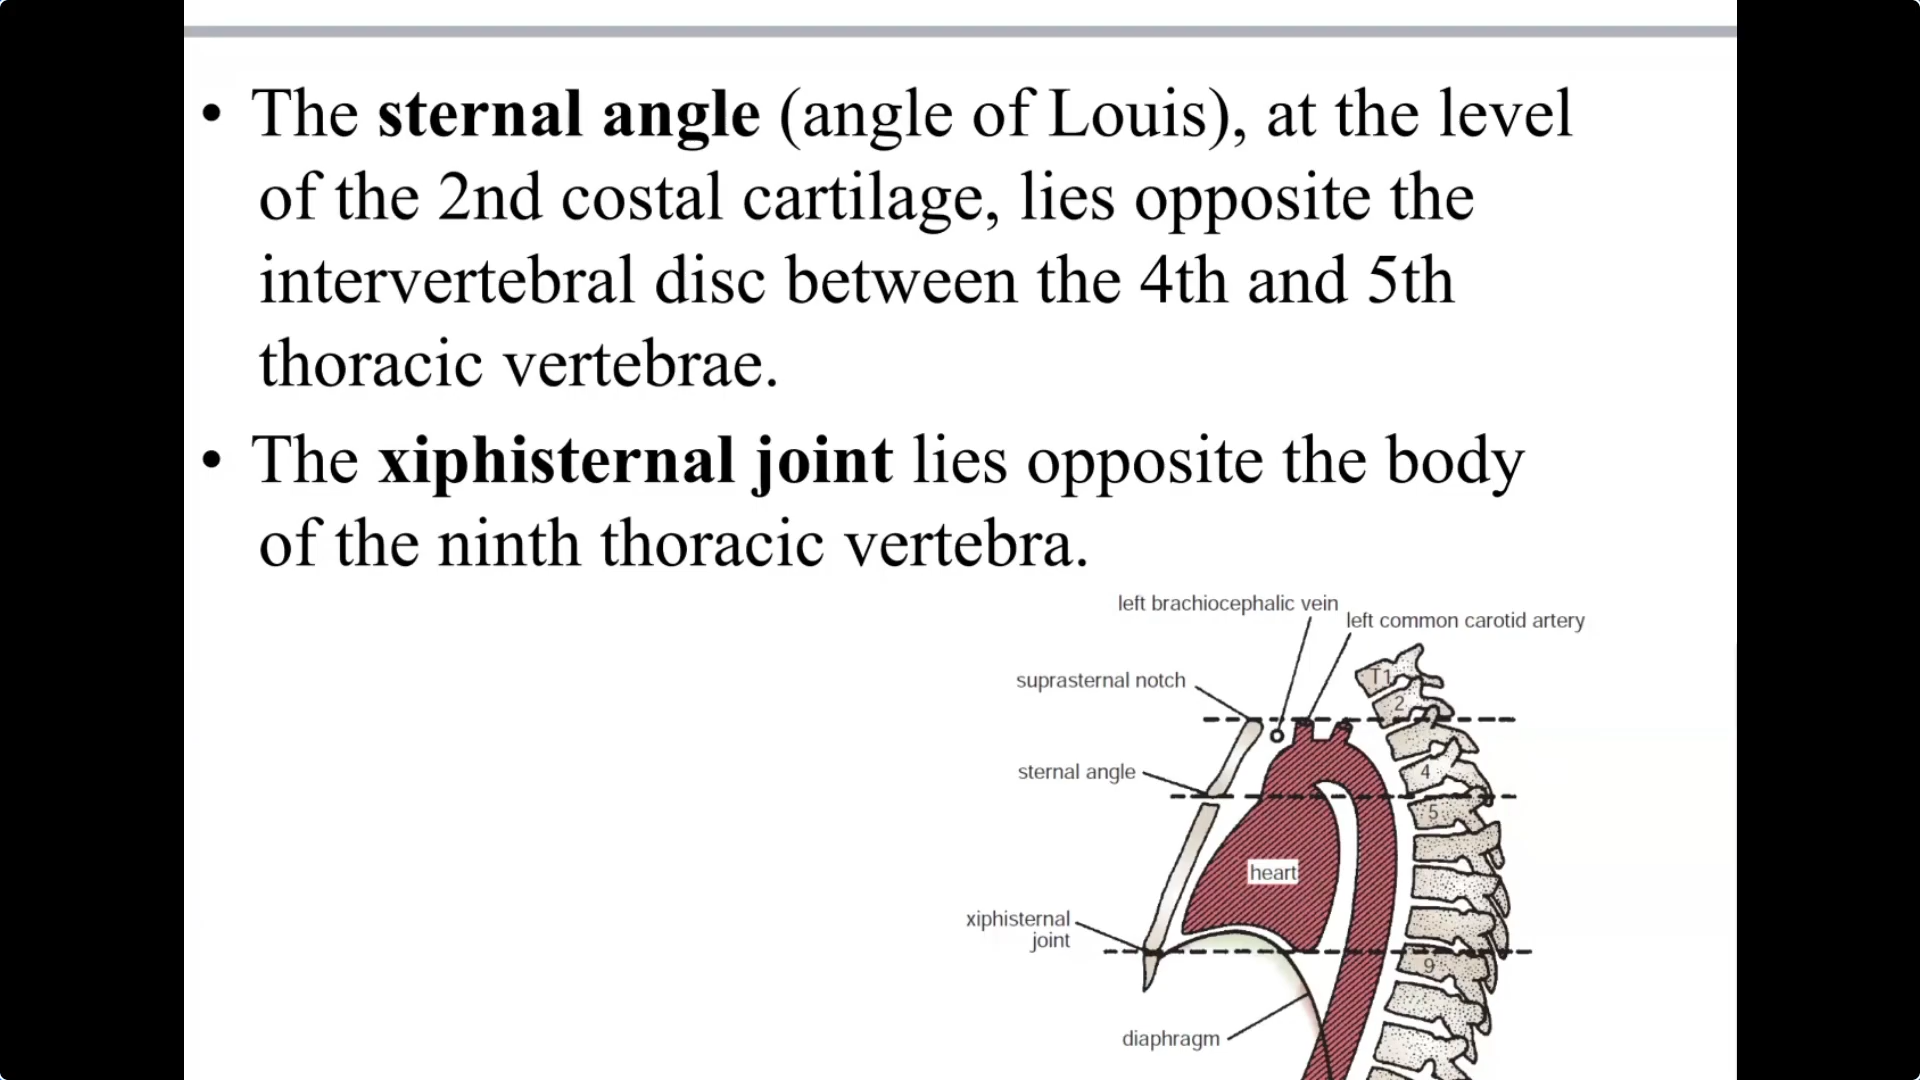 • The sternal angle (angle of Louis), at the level
of the 2nd costal cartilage, lies opposite the
intervertebral disc between the 4th and 5th
thoracic vertebrae.
• The xiphisternal joint lies opposite the body
of the ninth thoracic vertebra.
left brachiocephalic vein
left common carotid artery
suprasternal notch
T1
2
sternal angle
4
5
heart
xiphisternal
joint
9
diaphragm